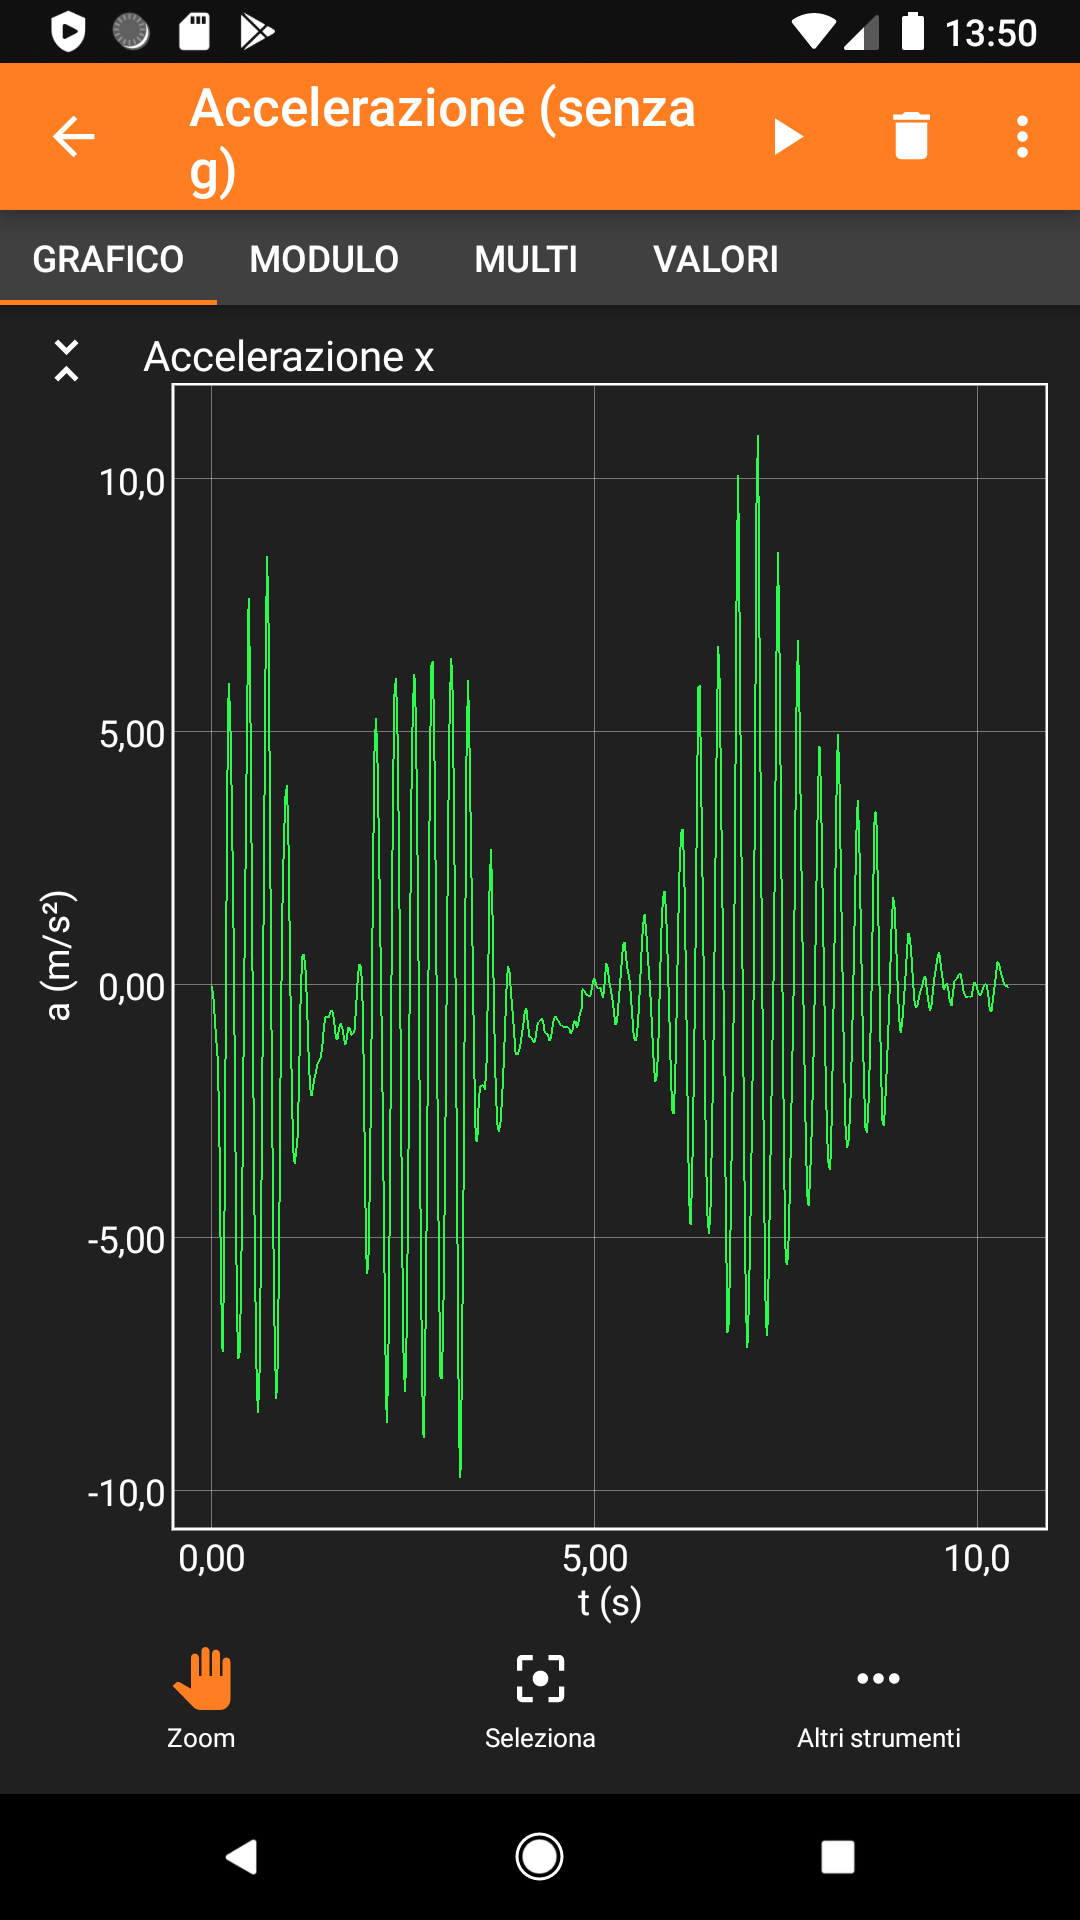 13:50
Accelerazione (senza
g)
GRAFICO MODULO MULTI VALORI
Accelerazione x
10,0
5,00
0,00
-5,00
-10,0
a (m/s²)
0,00 5,00 10,0
t (s)
Zoom Seleziona Altri strumenti